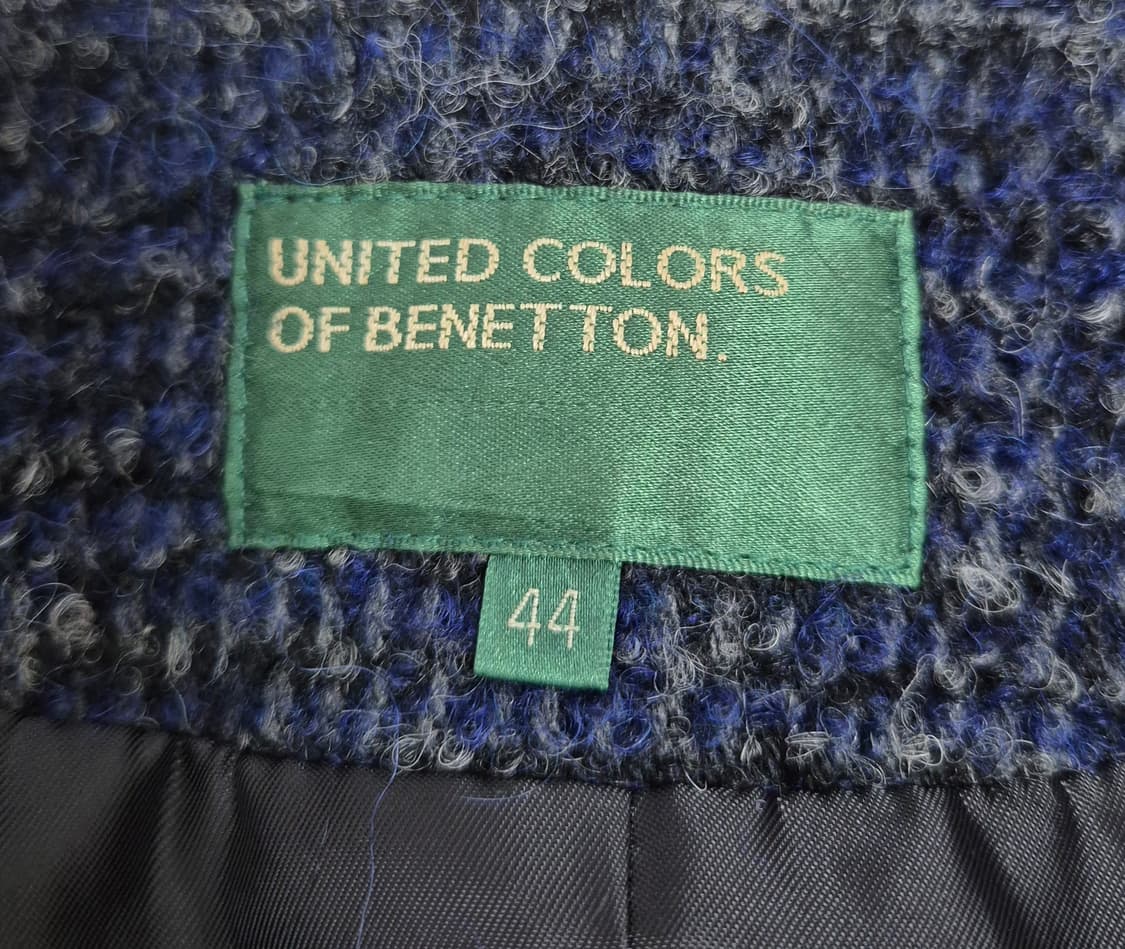 UNITED COLORS
OF BENETTON.
44